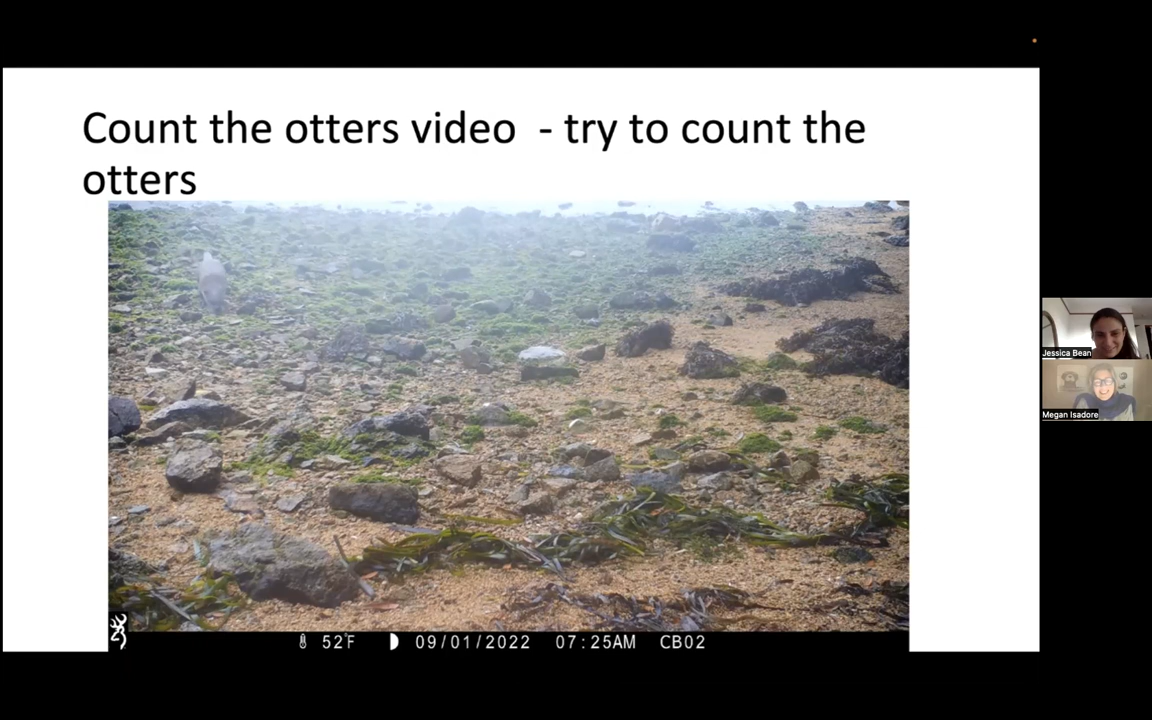 Count the otters video  - try to count the
otters
Jessica Bean
Megan Isadore
52°F 09/01/2022 07:25AM CB02